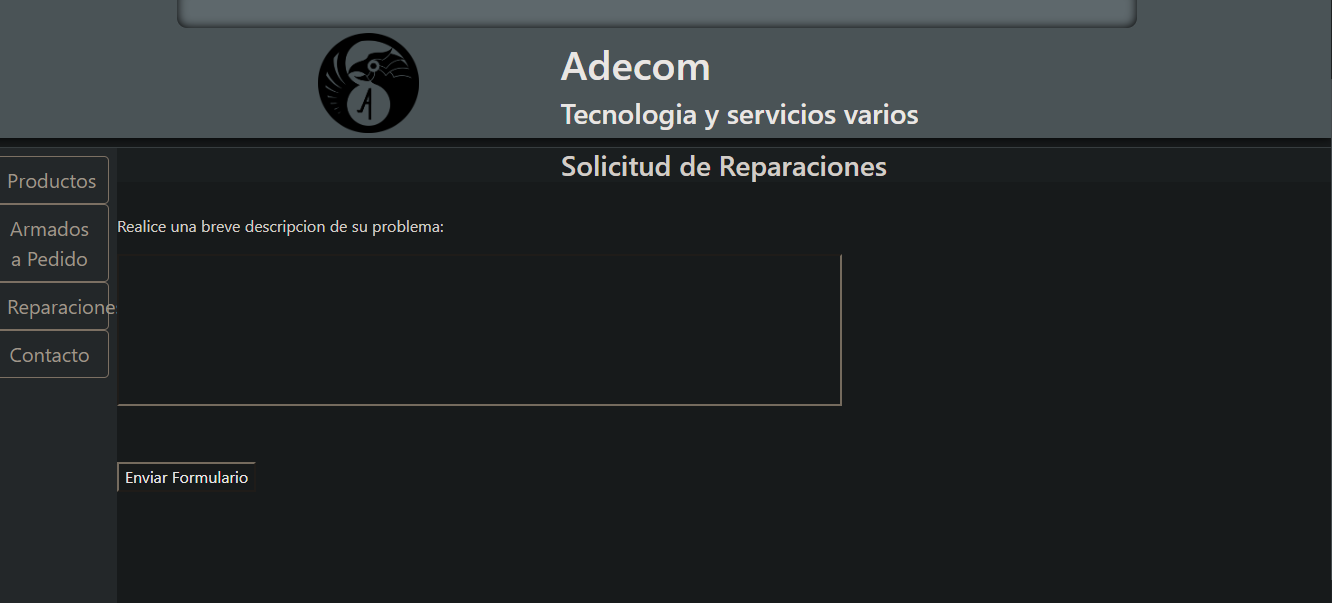 A
Adecom
Tecnologia y servicios varios
Solicitud de Reparaciones
Productos
Armados
a Pedido
Reparaciones
Contacto
Realice una breve descripcion de su problema:
Enviar Formulario